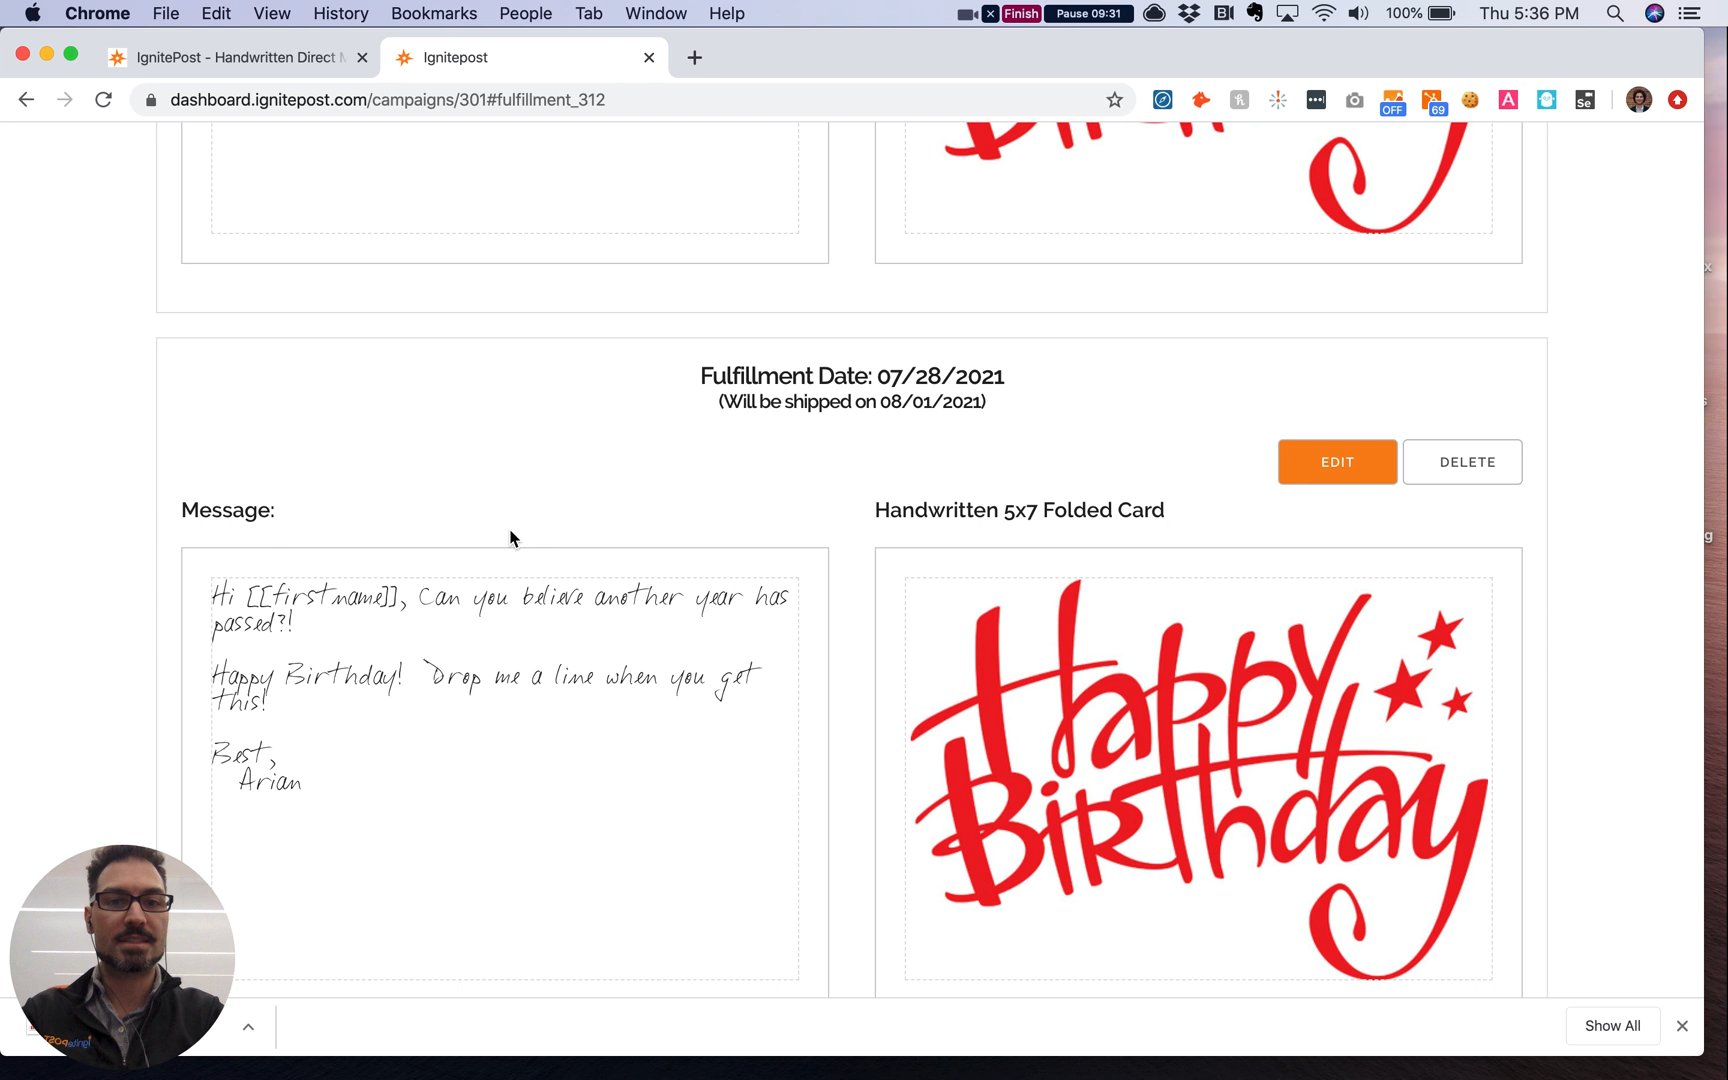 Chrome File Edit View History Bookmarks People Tab Window Help
Finish Pause 09:31 100% Thu 5:36 PM
IgnitePost - Handwritten Direct M
Ignitepost
dashboard.ignitepost.com/campaigns/301#fulfillment_312
OFF 69 A Se
Birthday
Fulfillment Date: 07/28/2021
(Will be shipped on 08/01/2021)
EDIT DELETE
Message:
Handwritten 5x7 Folded Card
Hi [[firstname]], Can you believe another year has
passed?!
Happy Birthday! Drop me a line when you get
this!
Best,
Arian
Happy
Birthday
Show All